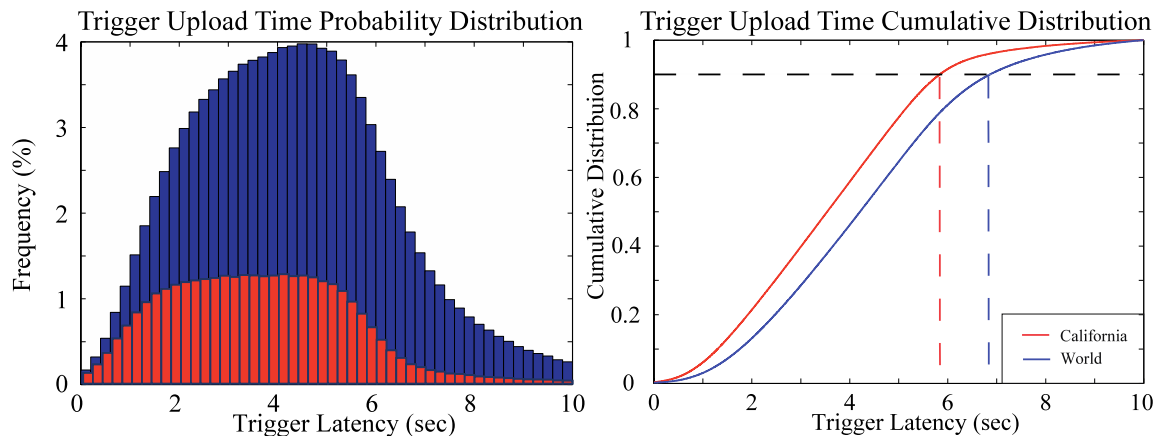 Trigger Upload Time Probability Distribution
4
3
2
1
0
Frequency (%)
0 2 4 6 8 10
Trigger Latency (sec)
Trigger Upload Time Cumulative Distribution
1
0.8
0.6
0.4
0.2
0
Cumulative Distribuion
California
World
0 2 4 6 8 10
Trigger Latency (sec)